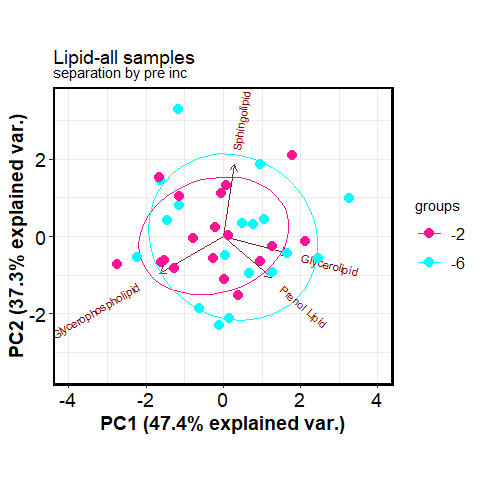 Lipid-all samples
separation by pre inc
PC2 (37.3% explained var.)
2
0
-2
Sphingolipid
Glycerolipid
Prenol Lipid
Glycerophospholipid
-4
-2
0
2
4
PC1 (47.4% explained var.)
groups
-2
-6